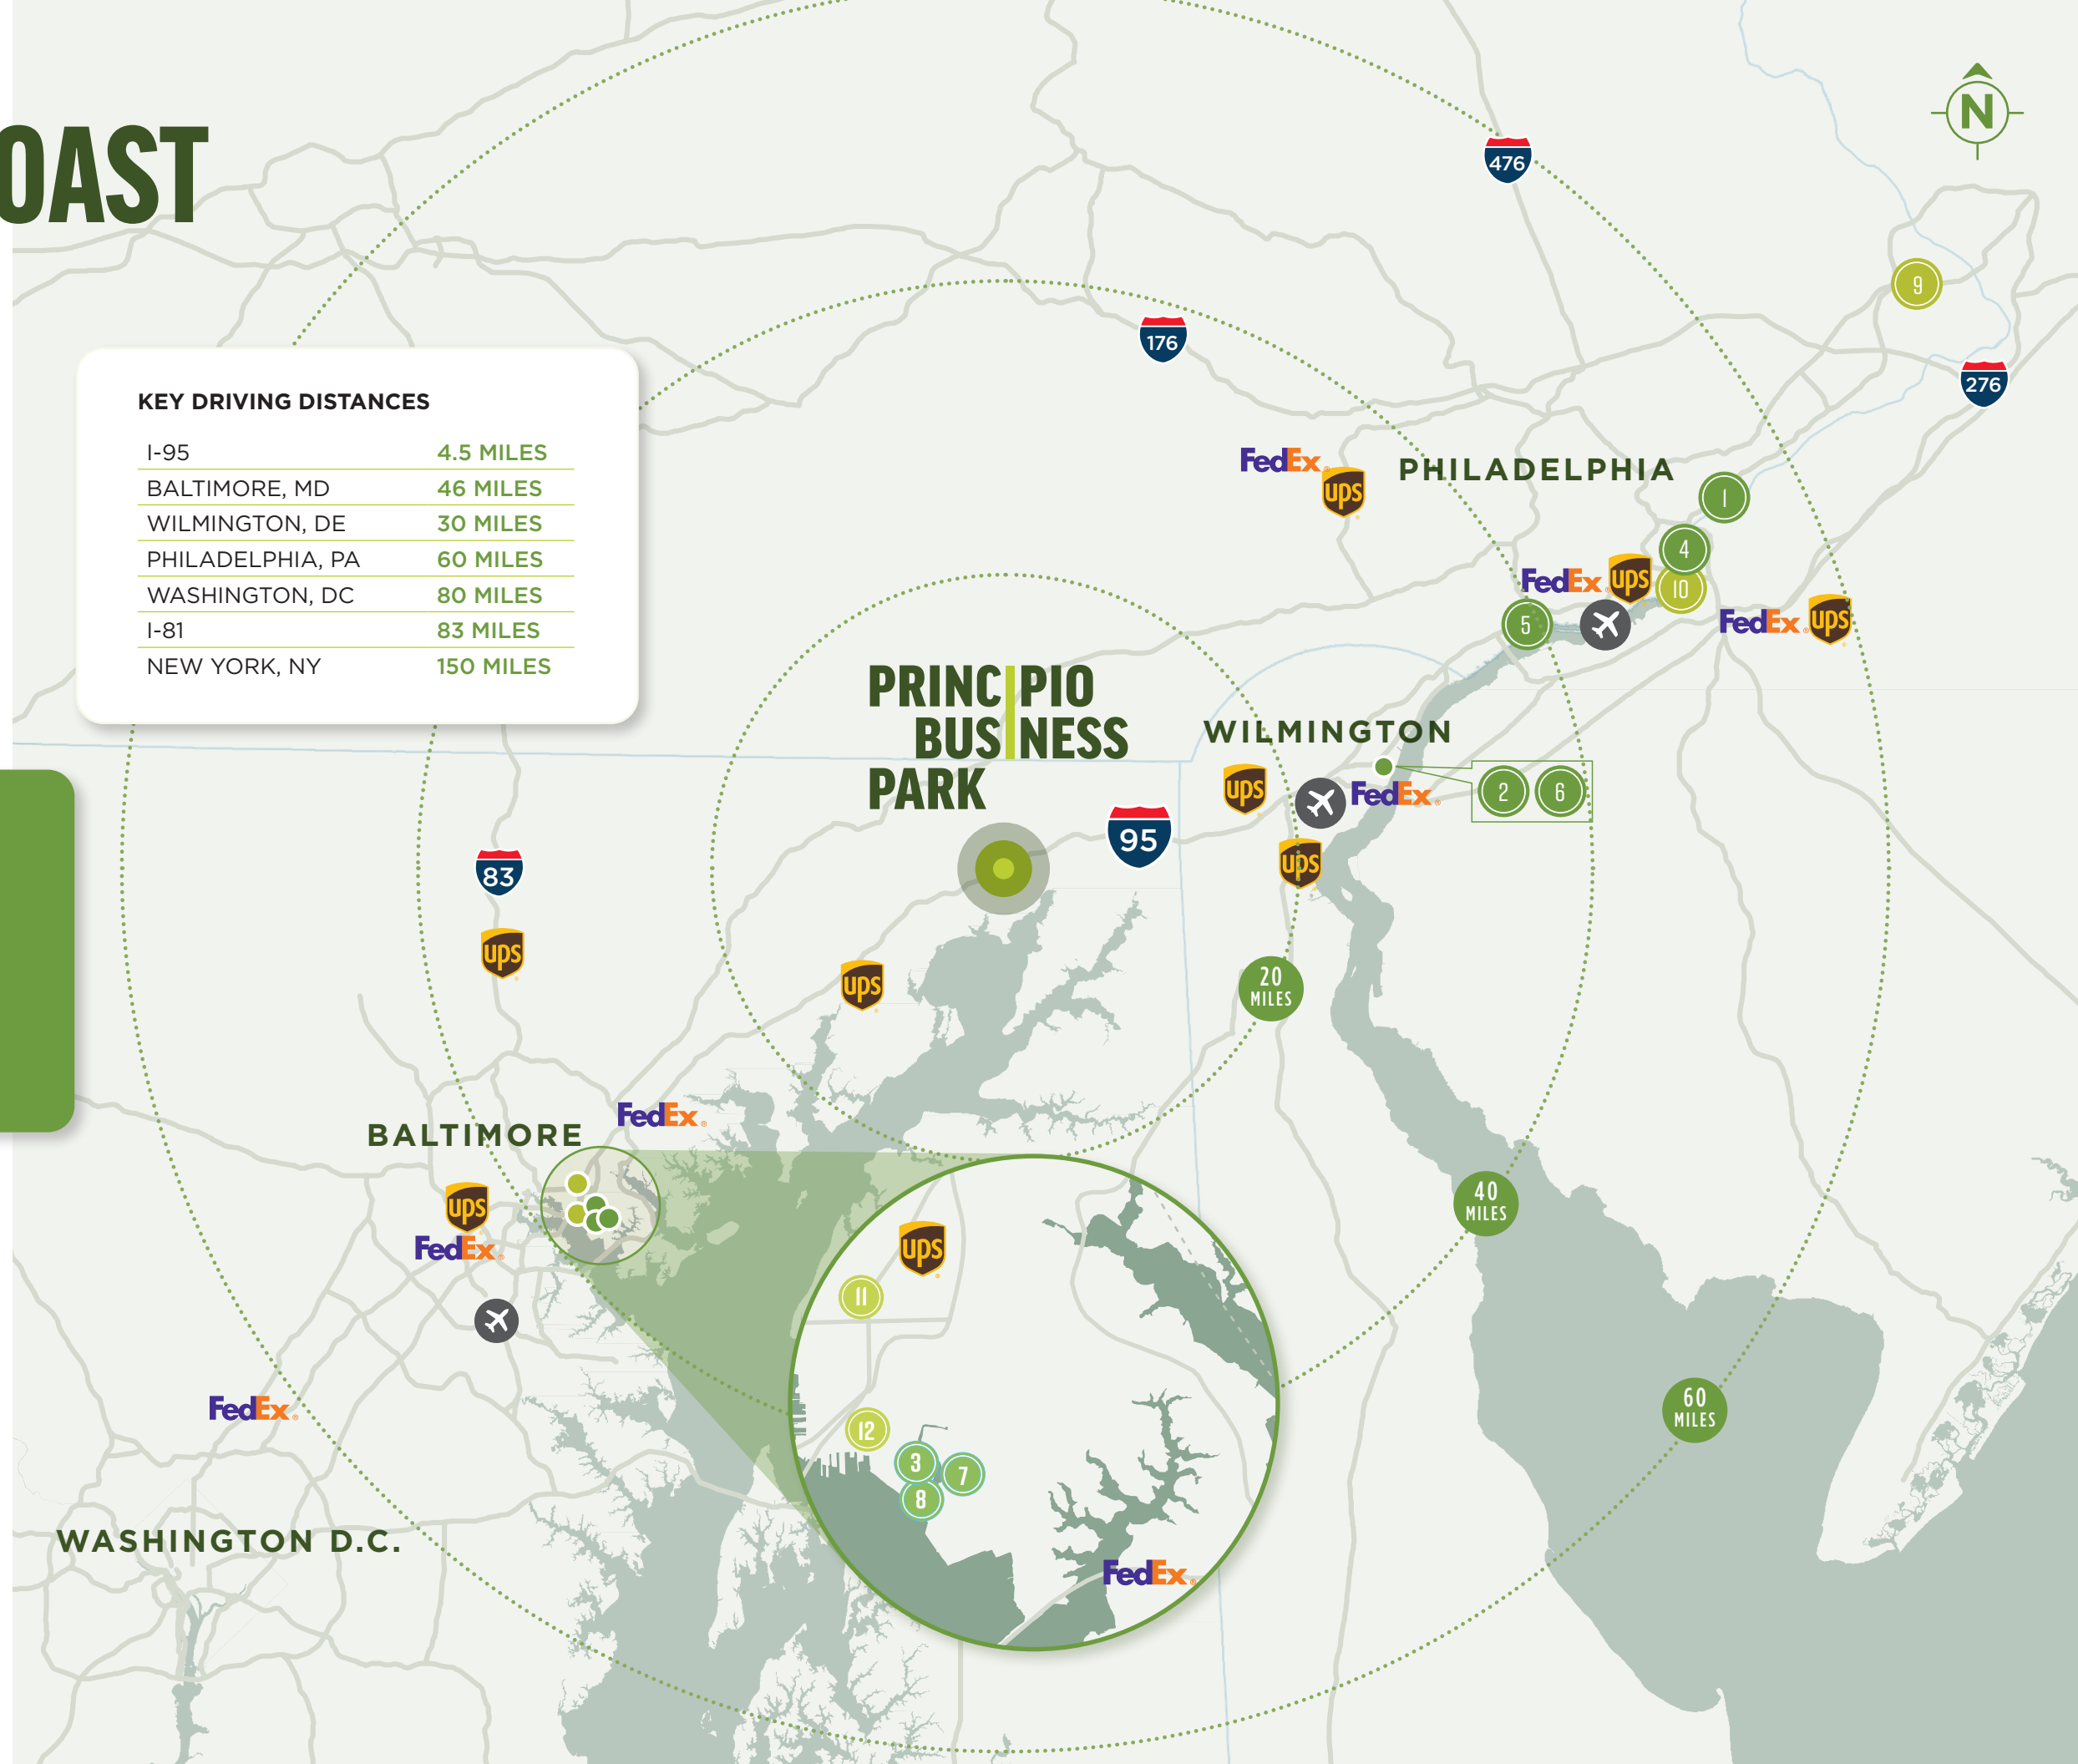 OAST
N
476
9
176
276
KEY DRIVING DISTANCES
I-95 4.5 MILES
BALTIMORE, MD 46 MILES
WILMINGTON, DE 30 MILES
PHILADELPHIA, PA 60 MILES
WASHINGTON, DC 80 MILES
I-81 83 MILES
NEW YORK, NY 150 MILES
FedEx®
ups
PHILADELPHIA
1
4
FedEx®
ups
10
5
FedEx®
ups
PRINCIPIO
BUSINESS
PARK
WILMINGTON
ups
FedEx®
2 6
95
ups
83
ups
ups
20
MILES
FedEx®
BALTIMORE
ups
FedEx®
40
MILES
ups
11
FedEx®
60
MILES
12
3
7
8
WASHINGTON D.C.
FedEx®